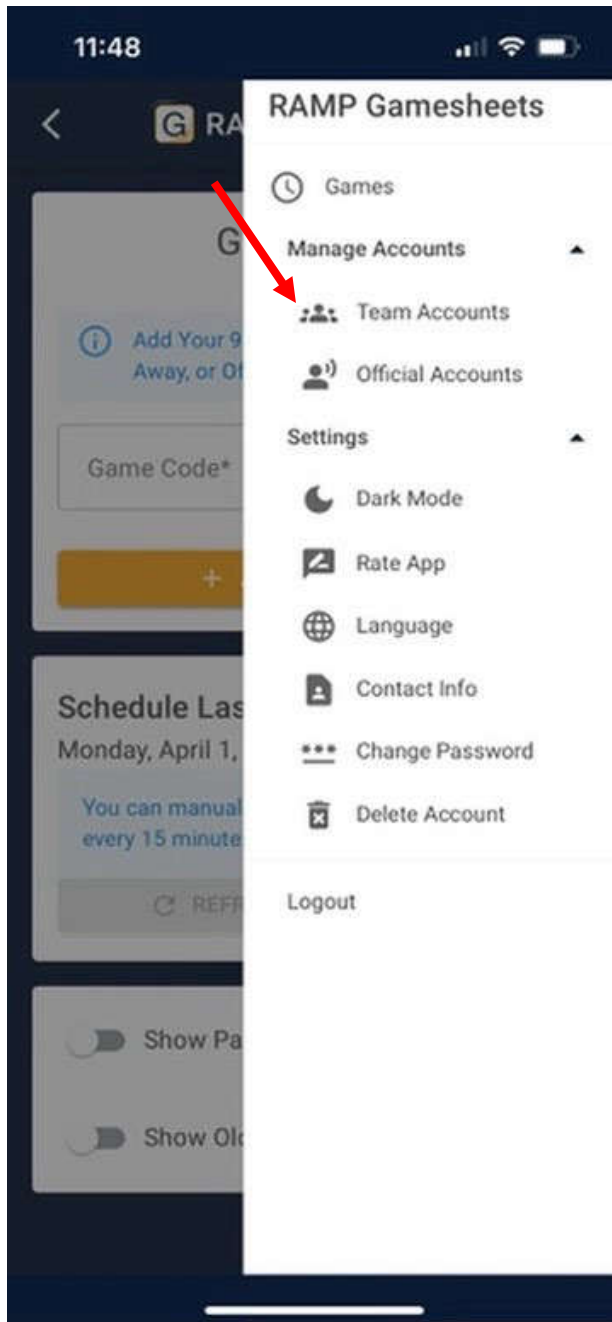 11:48
G RA
RAMP Gamesheets
Games
G
Manage Accounts
Team Accounts
Add Your 9
Away, or Of
Official Accounts
Settings
Game Code*
Dark Mode
Rate App
+
Language
Contact Info
Schedule Las
Monday, April 1,
Change Password
You can manual
every 15 minute
Delete Account
REFR
Logout
Show Pa
Show Old